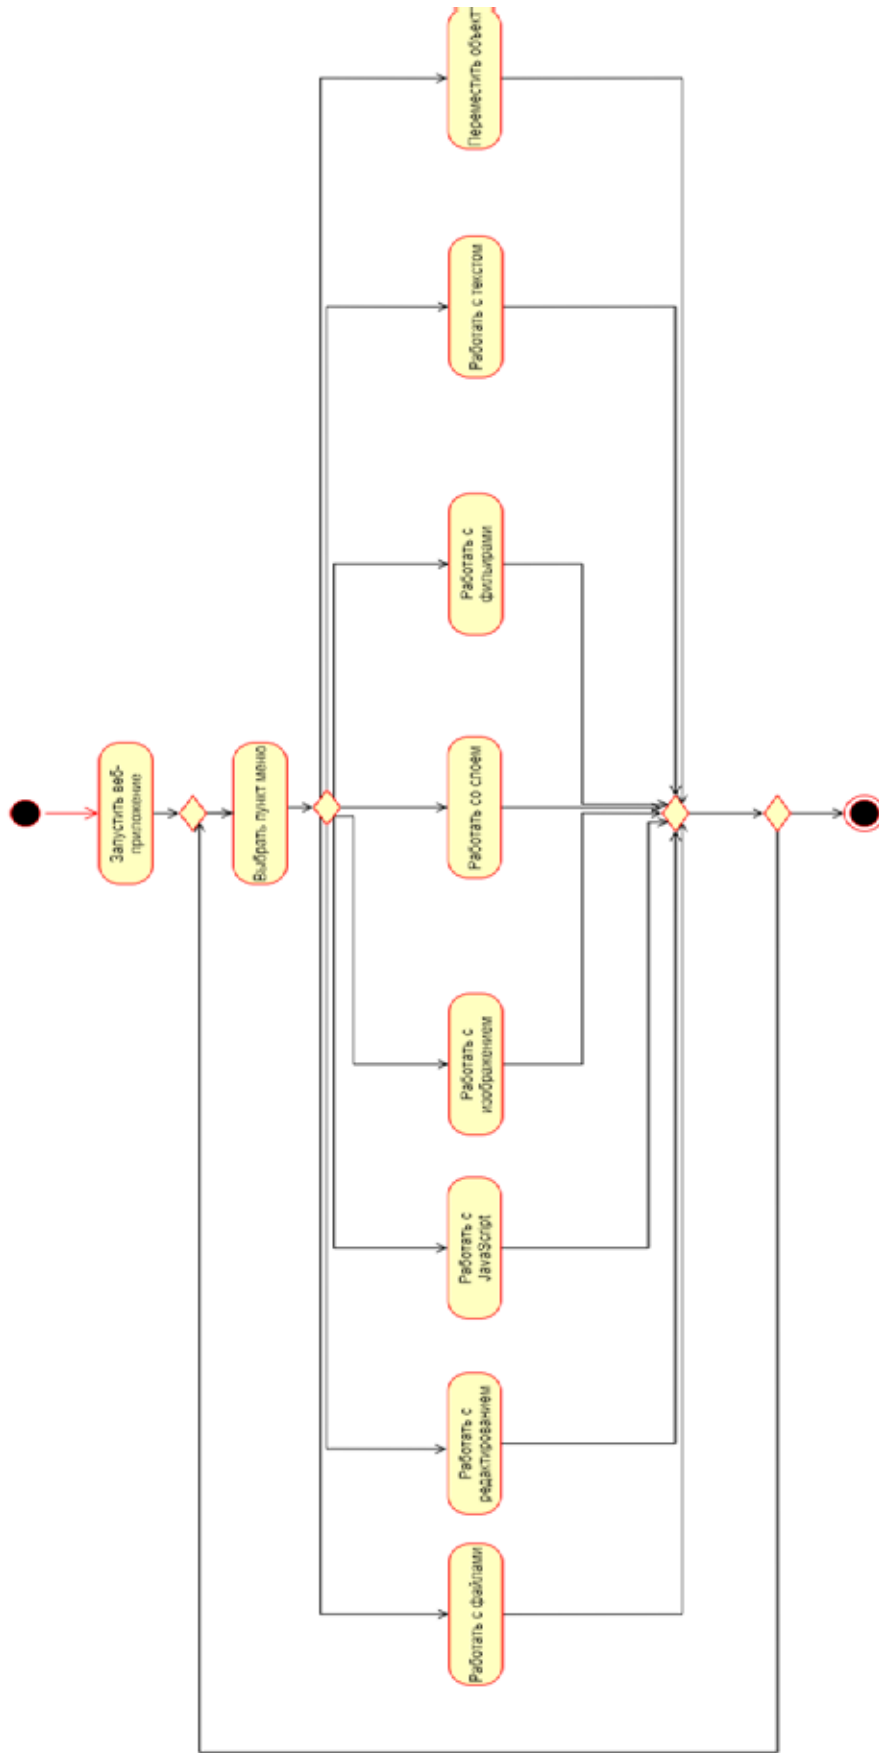 Запустить веб-
приложение
Выбрать пункт меню
Работать с файлами
Работать с
редактированием
Работать с
JavaScript
Работать с
изображением
Работать со слоем
Работать с
фильтрами
Работать с текстом
Переместить объект